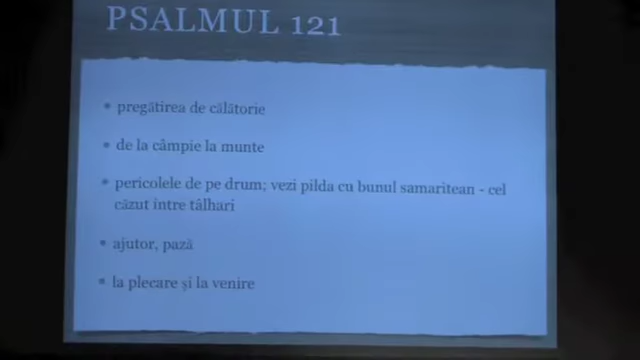 PSALMUL 121
• pregătirea de călătorie
• de la câmpie la munte
• pericolele de pe drum; vezi pilda cu bunul samaritean - cel
căzut între tâlhari
• ajutor, pază
• la plecare și la venire